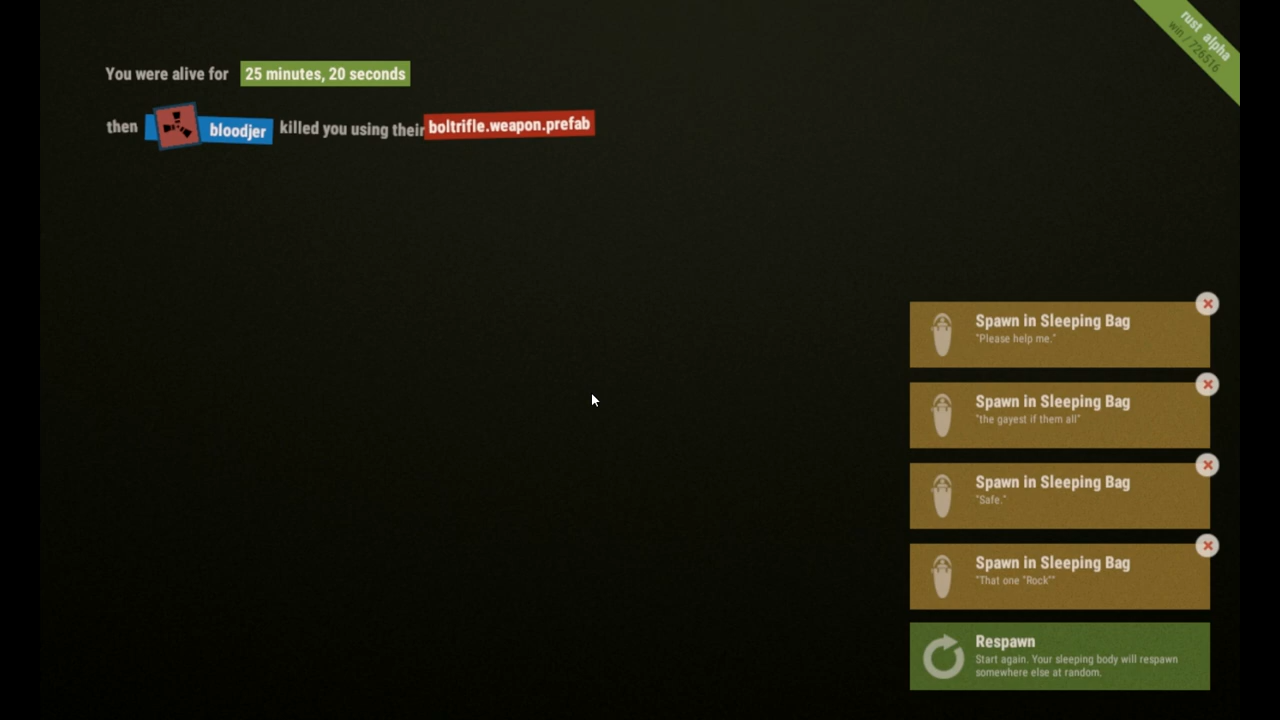 rust alpha
win / 726516
You were alive for 25 minutes, 20 seconds
then bloodjer killed you using their boltrifle.weapon.prefab
Spawn in Sleeping Bag
"Please help me."
Spawn in Sleeping Bag
"the gayest if them all"
Spawn in Sleeping Bag
"Safe."
Spawn in Sleeping Bag
"That one "Rock""
Respawn
Start again. Your sleeping body will respawn
somewhere else at random.